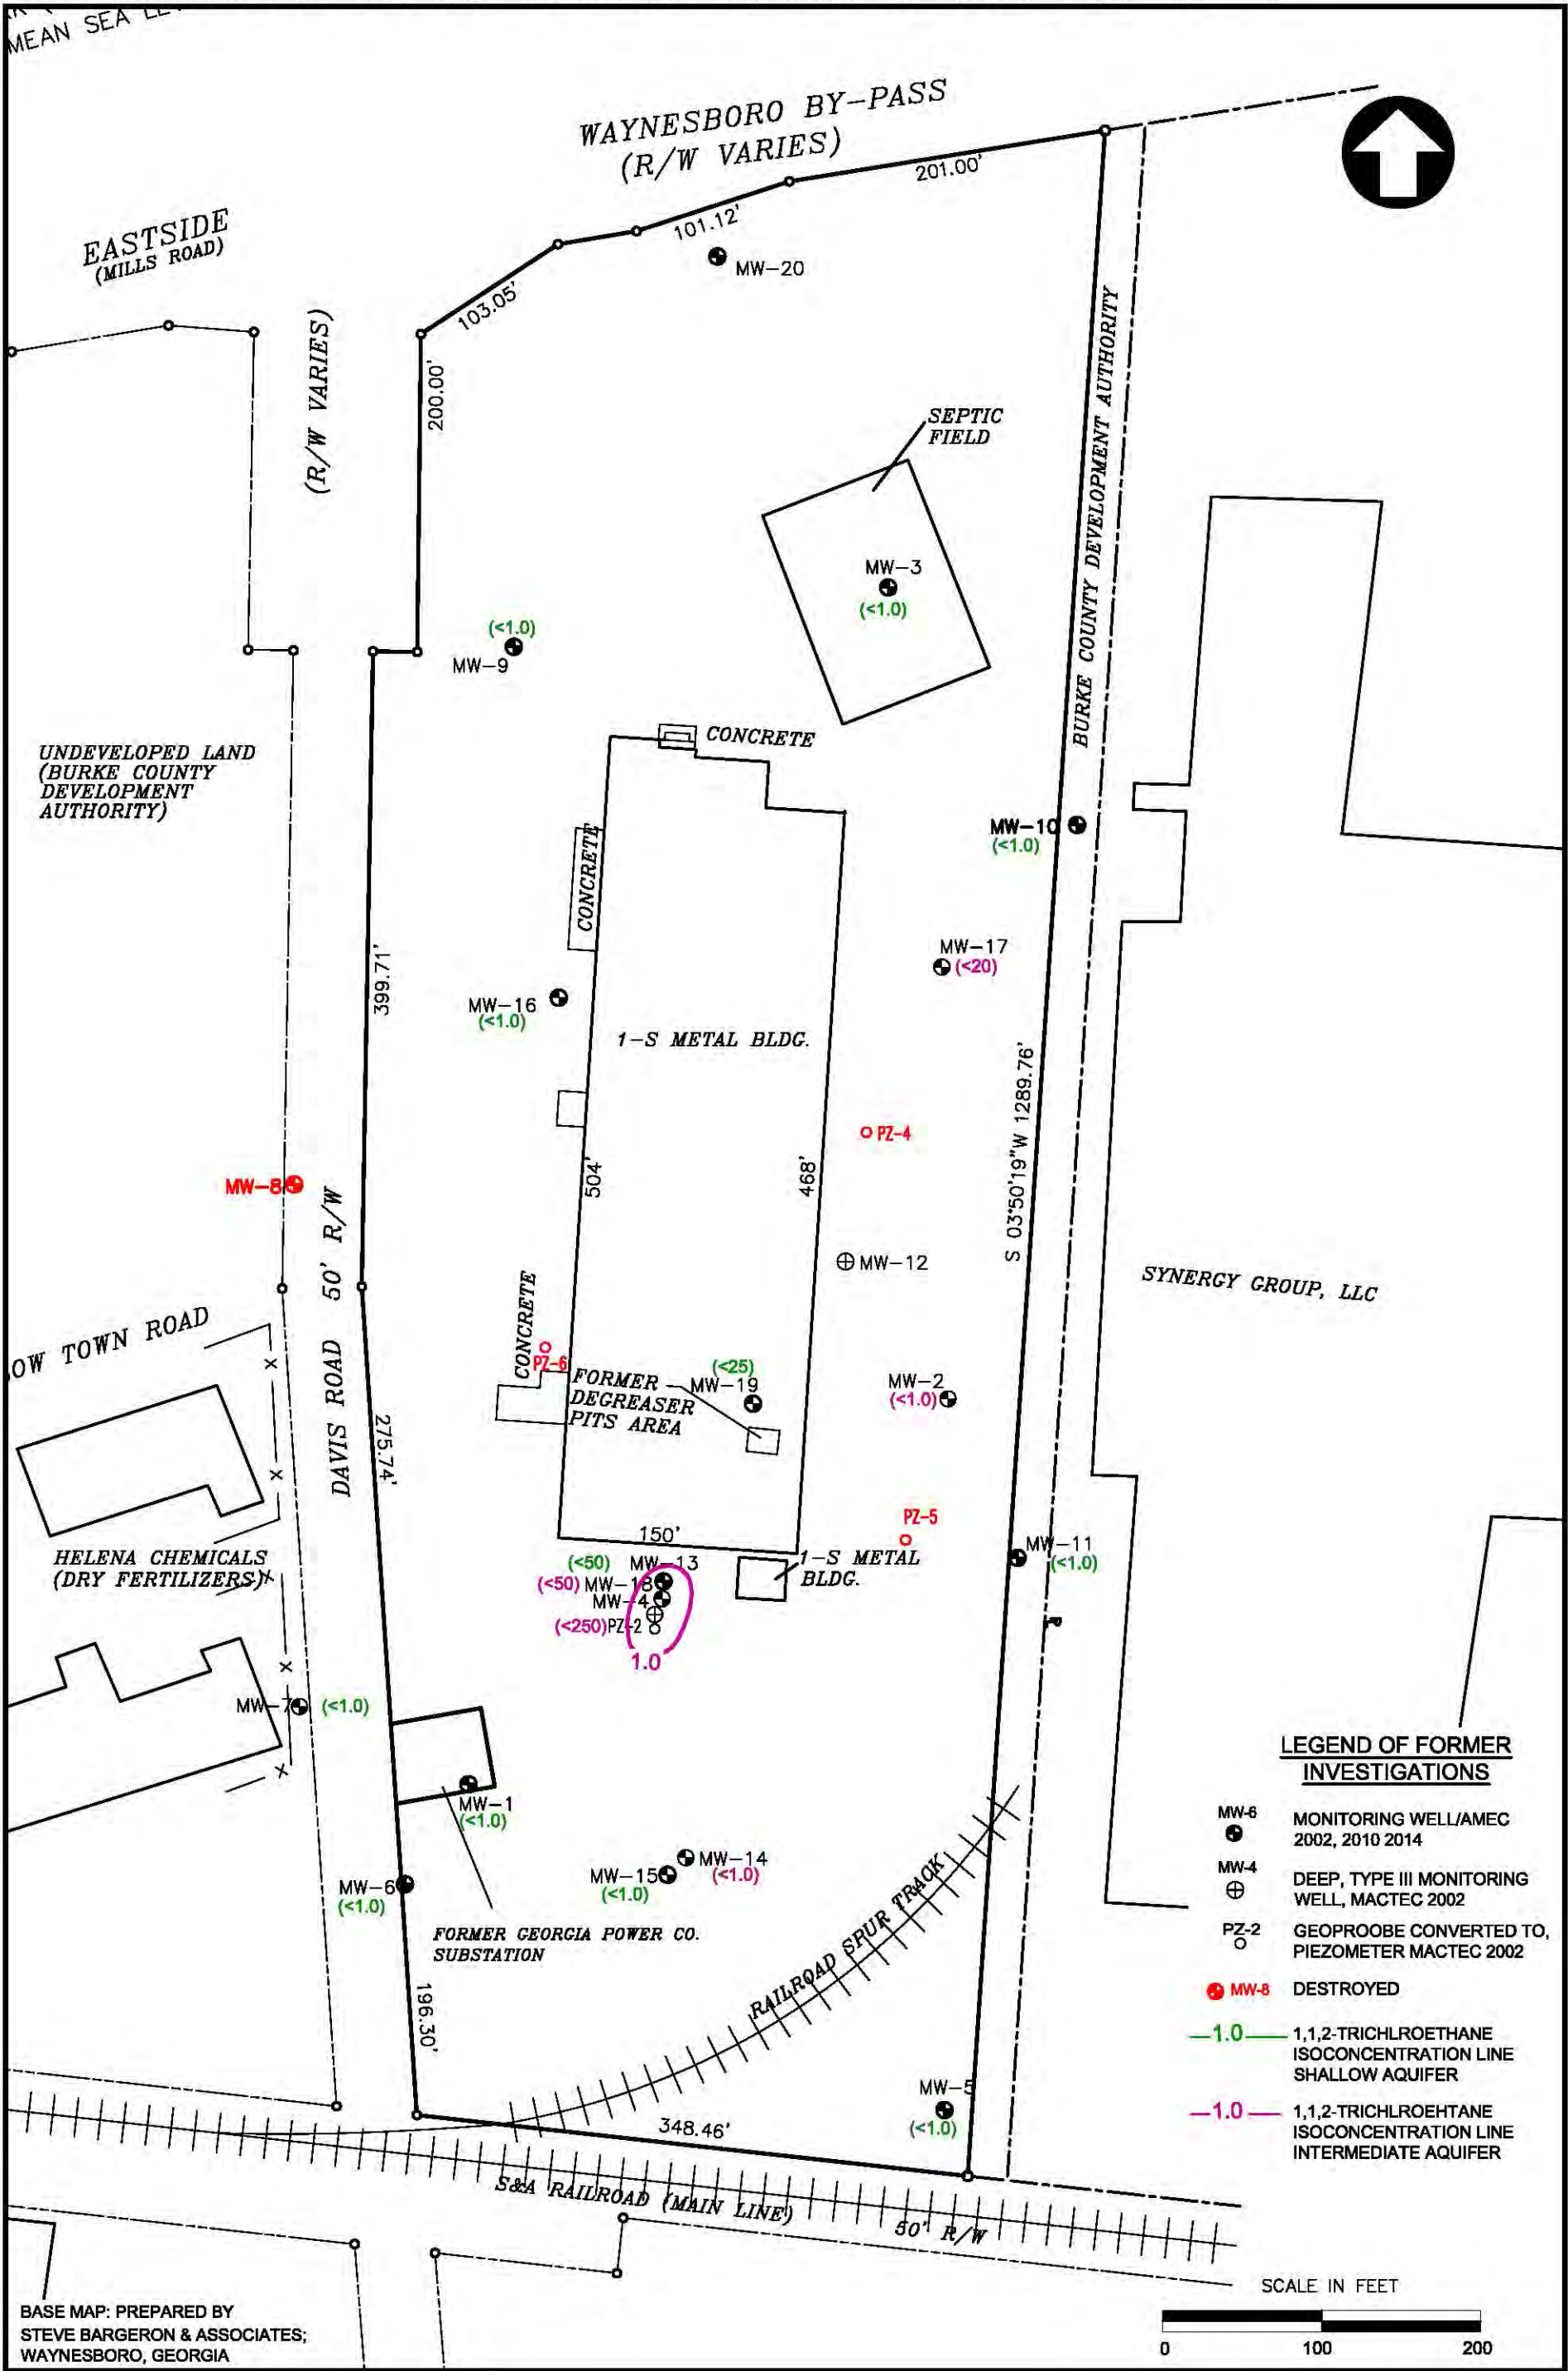 MEAN SEA
WAYNESBORO BY-PASS
(R/W VARIES)
201.00'
101.12'
MW-20
EASTSIDE
(MILLS ROAD)
103.05'
(R/W VARIES)
200.00'
SEPTIC
FIELD
BURKE COUNTY DEVELOPMENT AUTHORITY
MW-3
(<1.0)
(<1.0)
MW-9
CONCRETE
UNDEVELOPED LAND
(BURKE COUNTY
DEVELOPMENT
AUTHORITY)
CONCRETE
MW-10
(<1.0)
399.71'
MW-17
(<20)
MW-16
(<1.0)
1-S METAL BLDG.
S 03°50'19"W 1289.76'
PZ-4
504'
468'
MW-8
DAVIS ROAD 50' R/W
MW-12
SYNERGY GROUP, LLC
OW TOWN ROAD
CONCRETE
PZ-6
FORMER
DEGREASER
PITS AREA
(<25)
MW-19
MW-2
(<1.0)
275.74'
PZ-5
150'
HELENA CHEMICALS
(DRY FERTILIZERS)
(<50) MW-13
(<50) MW-18
MW-4
(<250)PZ-2
1.0
1-S METAL
BLDG.
MW-11
(<1.0)
MW-7 (<1.0)
MW-1
(<1.0)
MW-14
(<1.0)
MW-15
(<1.0)
MW-6
(<1.0)
FORMER GEORGIA POWER CO.
SUBSTATION
RAILROAD SPUR TRACK
196.30'
MW-5
(<1.0)
348.46'
S&A RAILROAD (MAIN LINE)
50' R/W
LEGEND OF FORMER
INVESTIGATIONS
MW-6
MONITORING WELL/AMEC
2002, 2010 2014
MW-4
DEEP, TYPE III MONITORING
WELL, MACTEC 2002
PZ-2
GEOPROOBE CONVERTED TO,
PIEZOMETER MACTEC 2002
MW-8 DESTROYED
1.0 1,1,2-TRICHLROETHANE
ISOCONCENTRATION LINE
SHALLOW AQUIFER
1.0 1,1,2-TRICHLROEHTANE
ISOCONCENTRATION LINE
INTERMEDIATE AQUIFER
SCALE IN FEET
0 100 200
BASE MAP: PREPARED BY
STEVE BARGERON & ASSOCIATES;
WAYNESBORO, GEORGIA